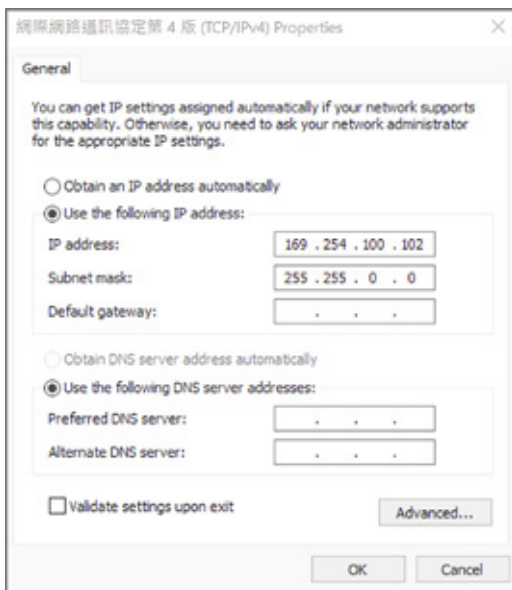 網際網路通訊協定第 4 版 (TCP/IPv4) Properties
General
You can get IP settings assigned automatically if your network supports
this capability. Otherwise, you need to ask your network administrator
for the appropriate IP settings.
Obtain an IP address automatically
Use the following IP address:
IP address: 169 . 254 . 100 . 102
Subnet mask: 255 . 255 . 0 . 0
Default gateway: . . .
Obtain DNS server address automatically
Use the following DNS server addresses:
Preferred DNS server: . . .
Alternate DNS server: . . .
Validate settings upon exit
Advanced...
OK Cancel